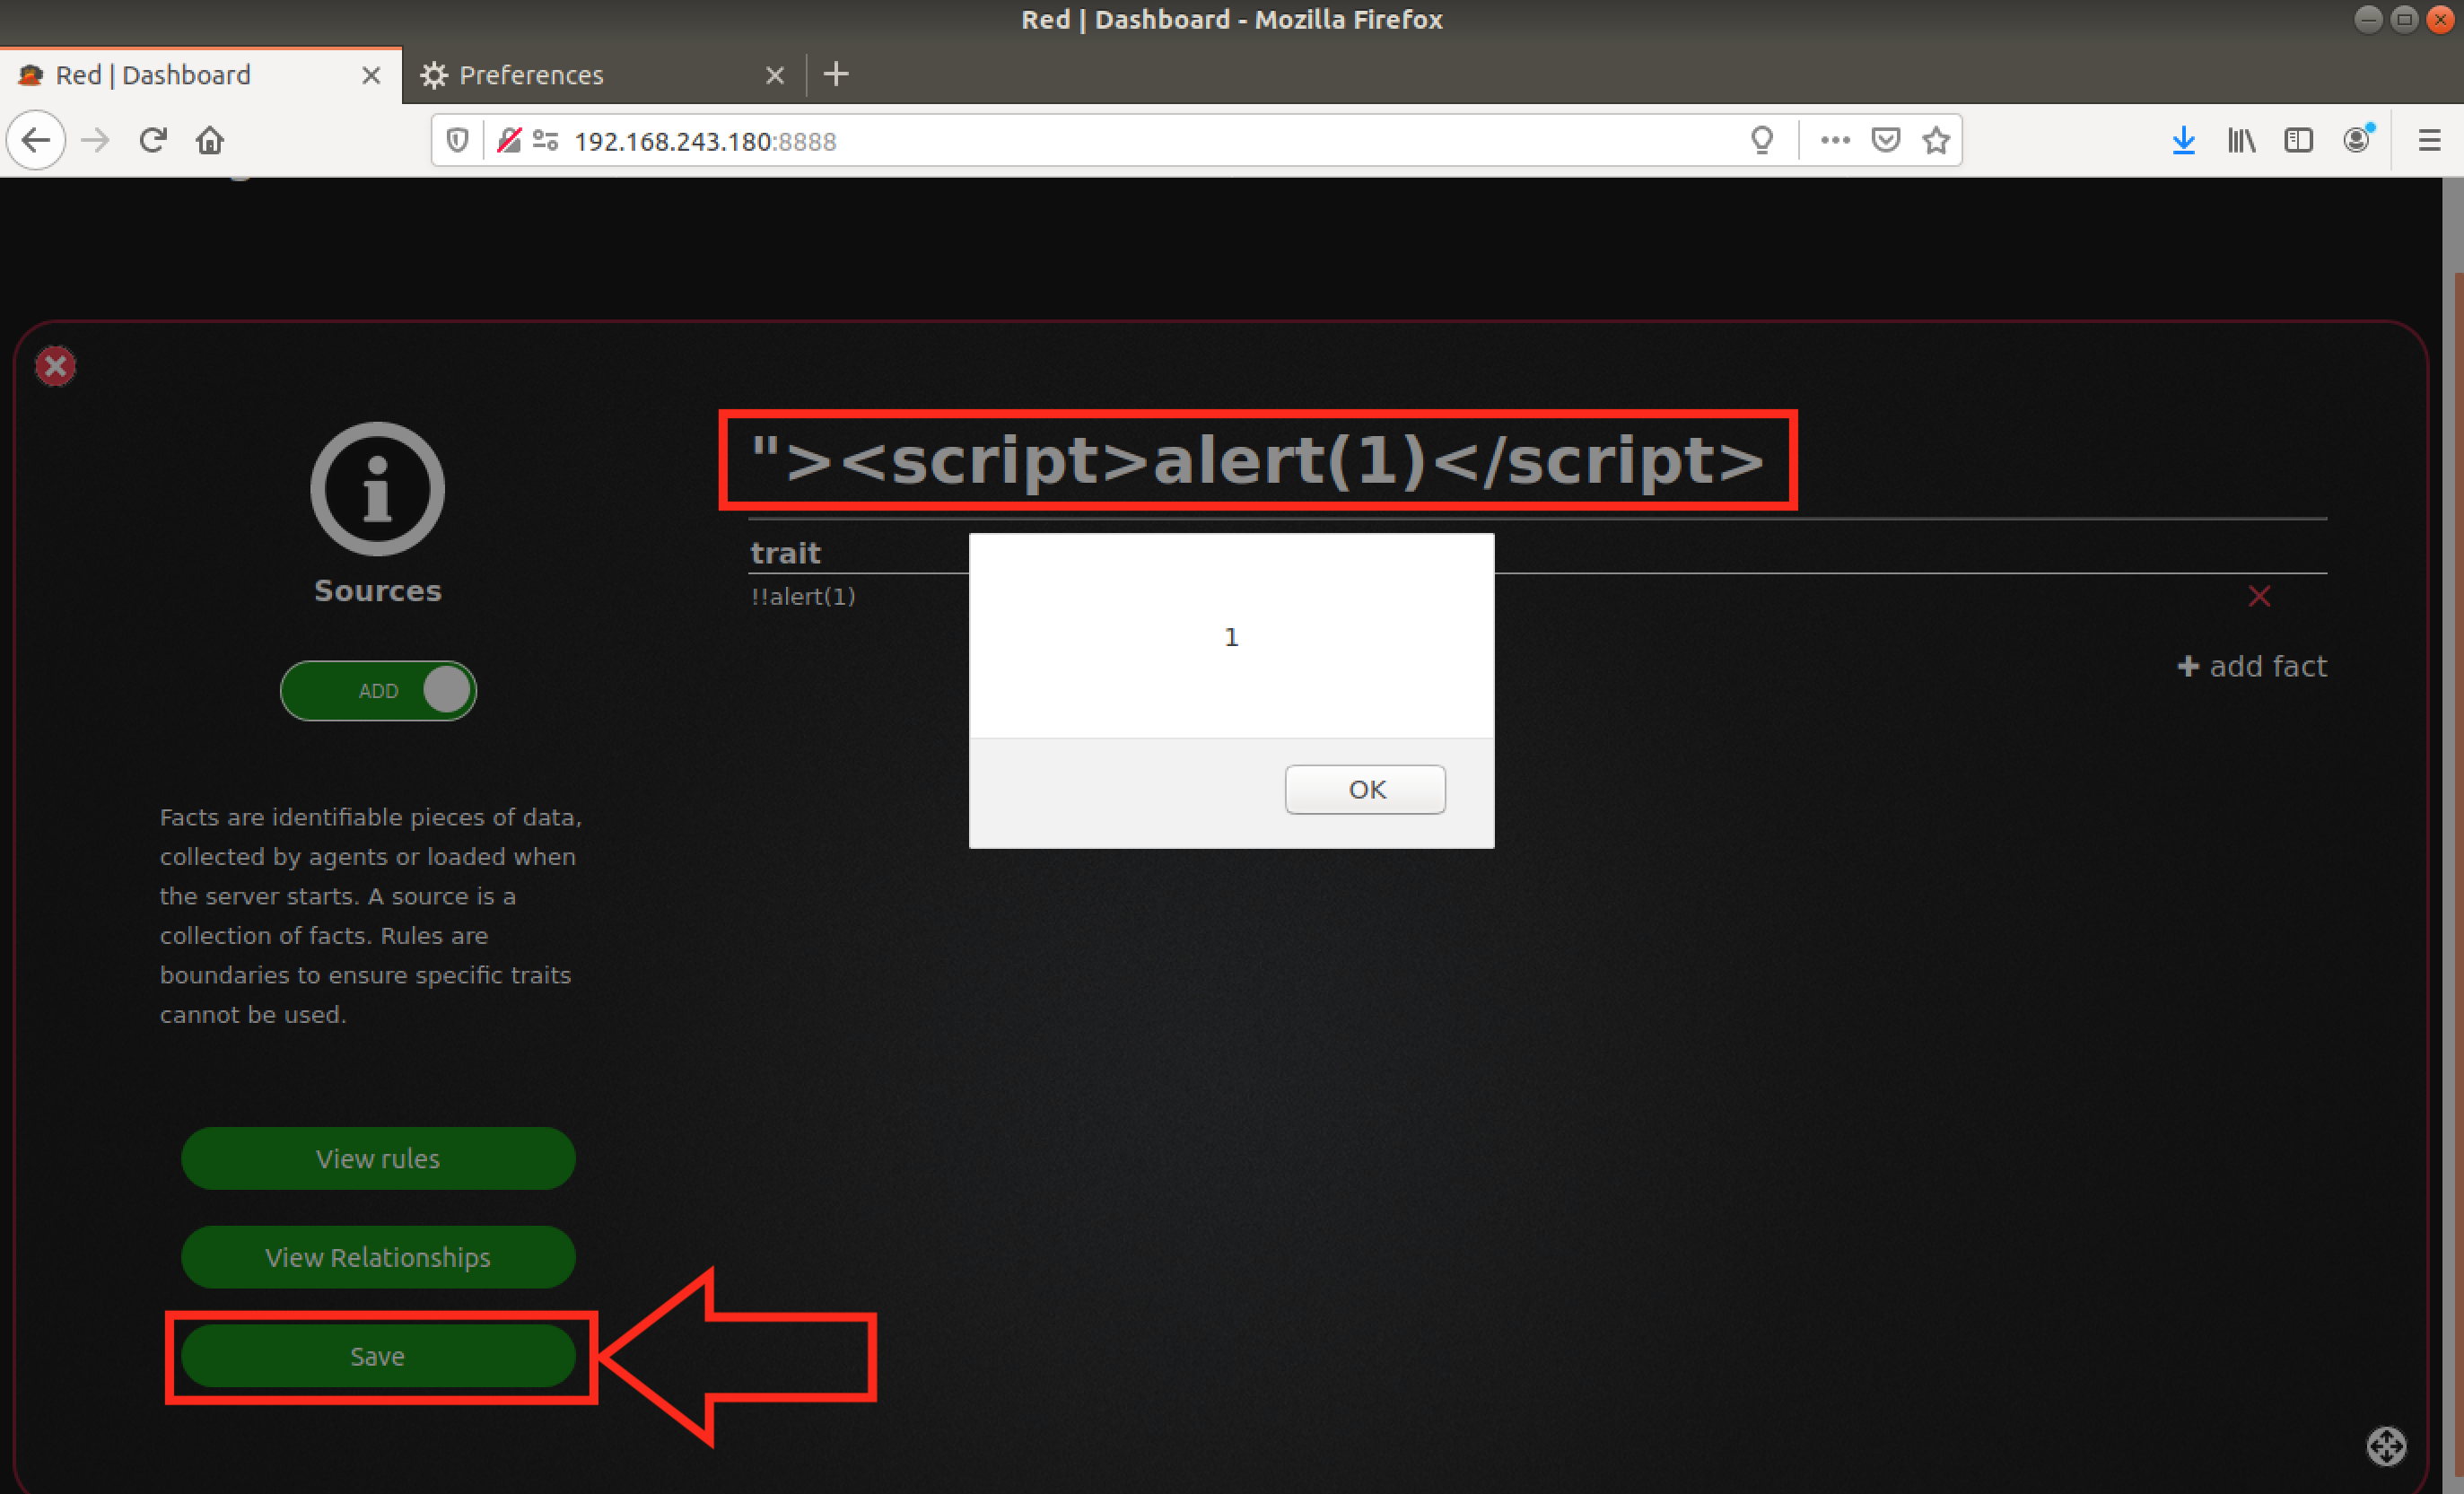 Red | Dashboard - Mozilla Firefox
Red | Dashboard
Preferences
192.168.243.180:8888
"><script>alert(1)</script>
Sources
trait
!!alert(1)
1
OK
add fact
ADD
Facts are identifiable pieces of data,
collected by agents or loaded when
the server starts. A source is a
collection of facts. Rules are
boundaries to ensure specific traits
cannot be used.
View rules
View Relationships
Save